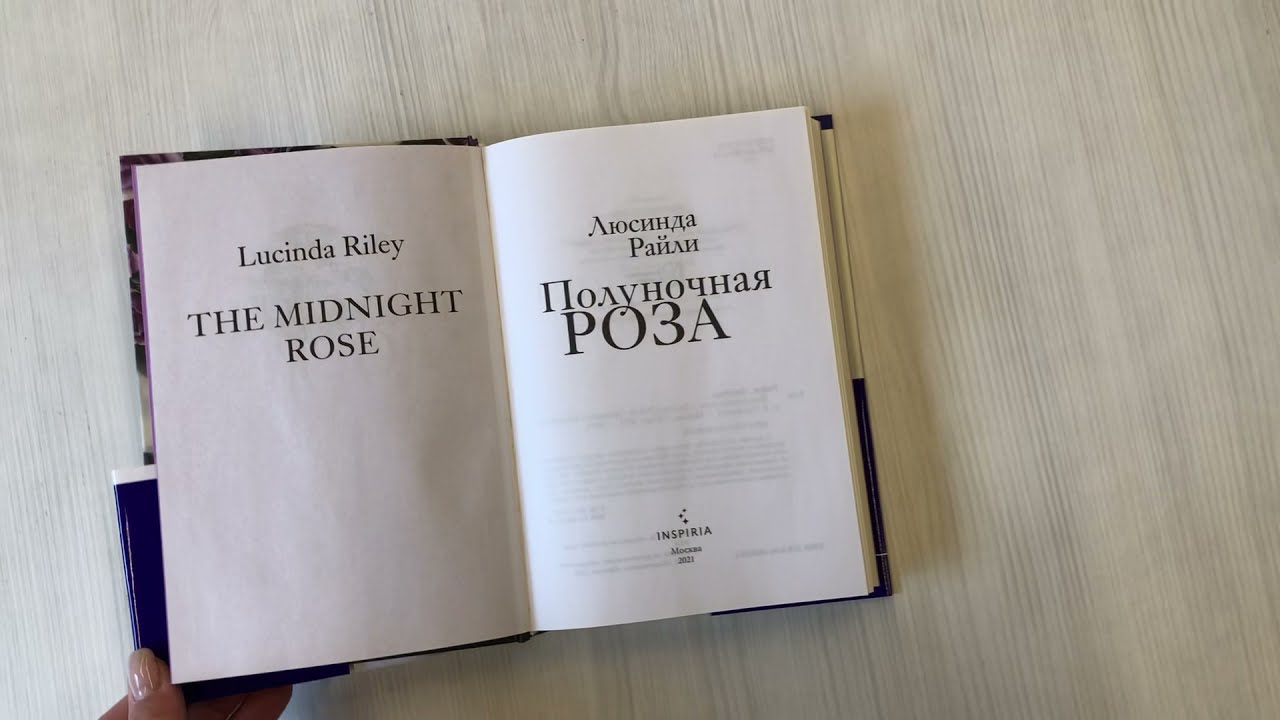 Lucinda Riley
THE MIDNIGHT
ROSE
Люсинда
Райли
Полуночная
РОЗА
INSPIRIA
Москва
2021